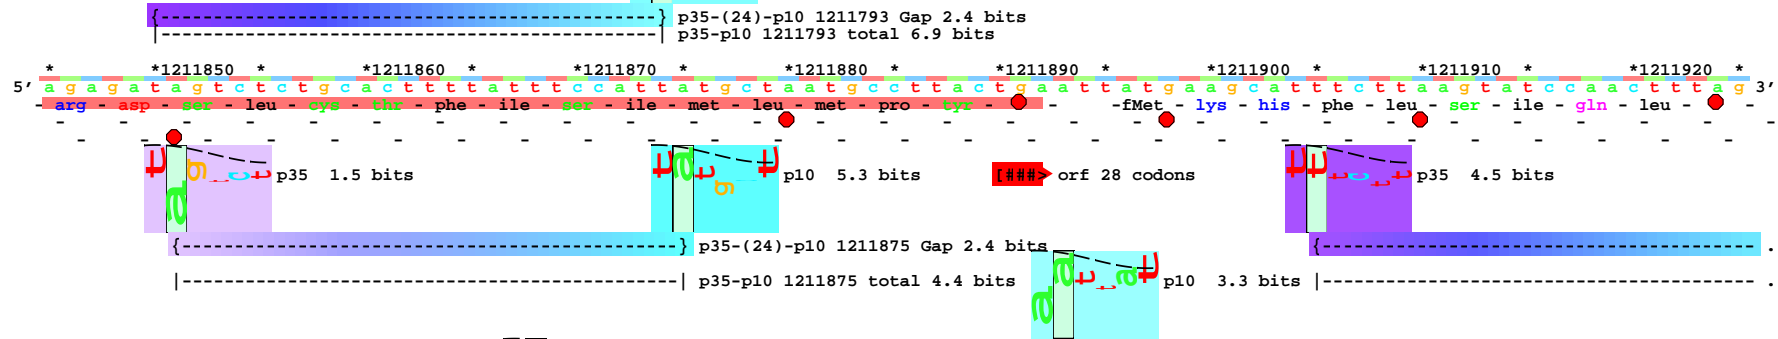 {------------------------} p35-(24)-p10 1211793 Gap 2.4 bits
|------------------------| p35-p10 1211793 total 6.9 bits
* *1211850 * *1211860 * *1211870 * *1211880 * *1211890 * *1211900 * *1211910 * *1211920 *
5' a g a g a t a g t c t c t g c a c t t t t a t t t c c a t t a t g c t a a t g c c t t a c t g a a t t a t g a a g c a t t t c t t a a g t a t c c a a c t t t a g 3'
- arg - asp - ser - leu - cys - thr - phe - ile - ser - ile - met - leu - met - pro - tyr - - -fMet - lys - his - phe - leu - ser - ile - gln - leu - -
t a g t c t p35 1.5 bits t a t g c t p10 5.3 bits [###> orf 28 codons t t t c t t p35 4.5 bits
{------------------------} p35-(24)-p10 1211875 Gap 2.4 bits {---------------------
|------------------------| p35-p10 1211875 total 4.4 bits a a t t a t p10 3.3 bits |---------------------